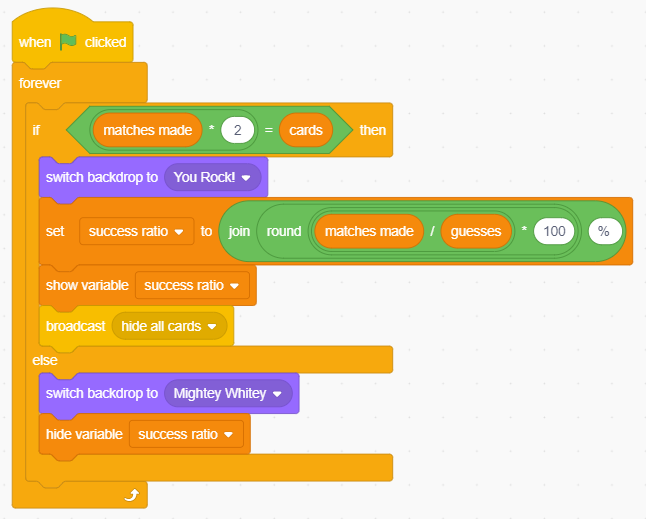 when clicked
forever
if matches made * 2 = cards then
switch backdrop to You Rock!
set success ratio to join round matches made / guesses * 100 %
show variable success ratio
broadcast hide all cards
else
switch backdrop to Mightey Whitey
hide variable success ratio